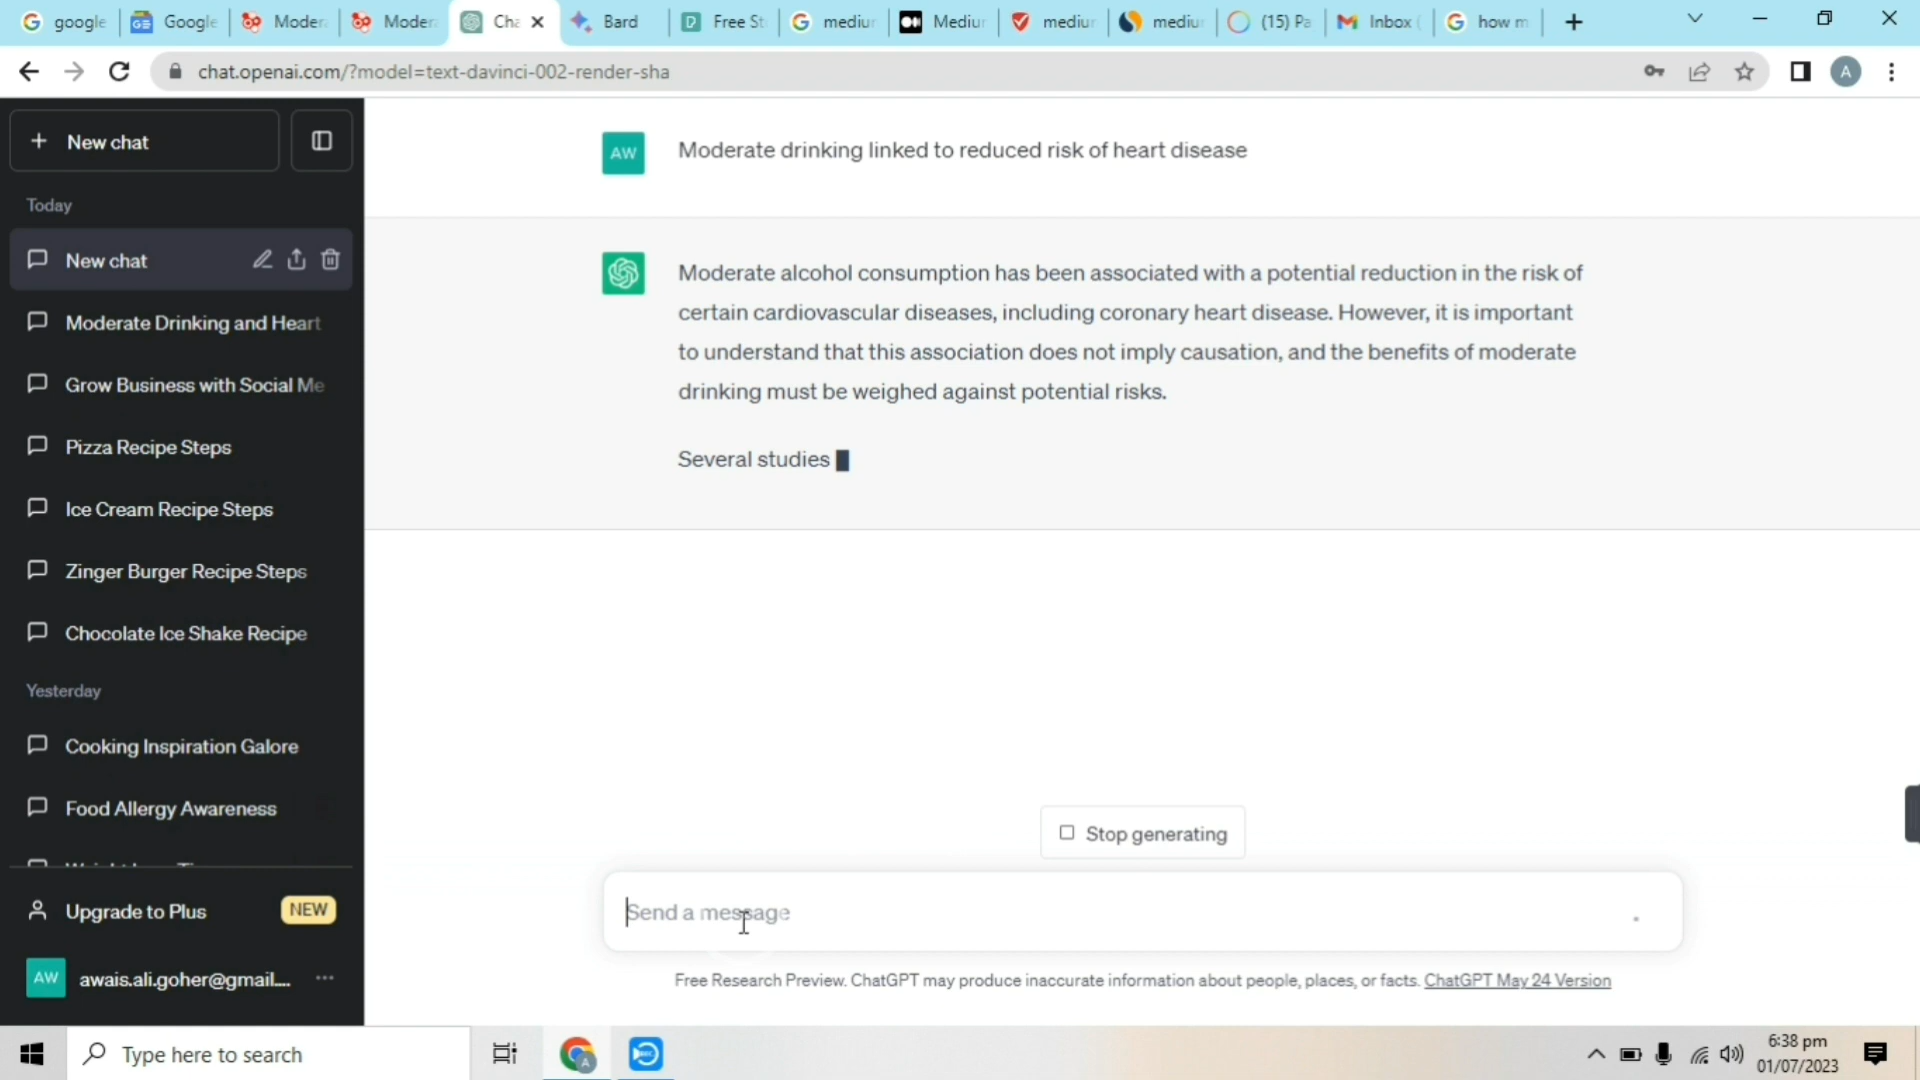 google
Google
Moder
Moder
Cha
Bard
Free St
mediur
Mediur
mediur
mediur
(15) Pa
Inbox (
how m
chat.openai.com/?model=text-davinci-002-render-sha
A
New chat
Today
New chat
Moderate Drinking and Heart
Grow Business with Social Me
Pizza Recipe Steps
Ice Cream Recipe Steps
Zinger Burger Recipe Steps
Chocolate Ice Shake Recipe
Yesterday
Cooking Inspiration Galore
Food Allergy Awareness
Upgrade to Plus NEW
AW awais.ali.goher@gmail....
AW Moderate drinking linked to reduced risk of heart disease
Moderate alcohol consumption has been associated with a potential reduction in the risk of
certain cardiovascular diseases, including coronary heart disease. However, it is important
to understand that this association does not imply causation, and the benefits of moderate
drinking must be weighed against potential risks.
Several studies
Stop generating
Send a message
Free Research Preview. ChatGPT may produce inaccurate information about people, places, or facts. ChatGPT May 24 Version
Type here to search
6:38 pm
01/07/2023